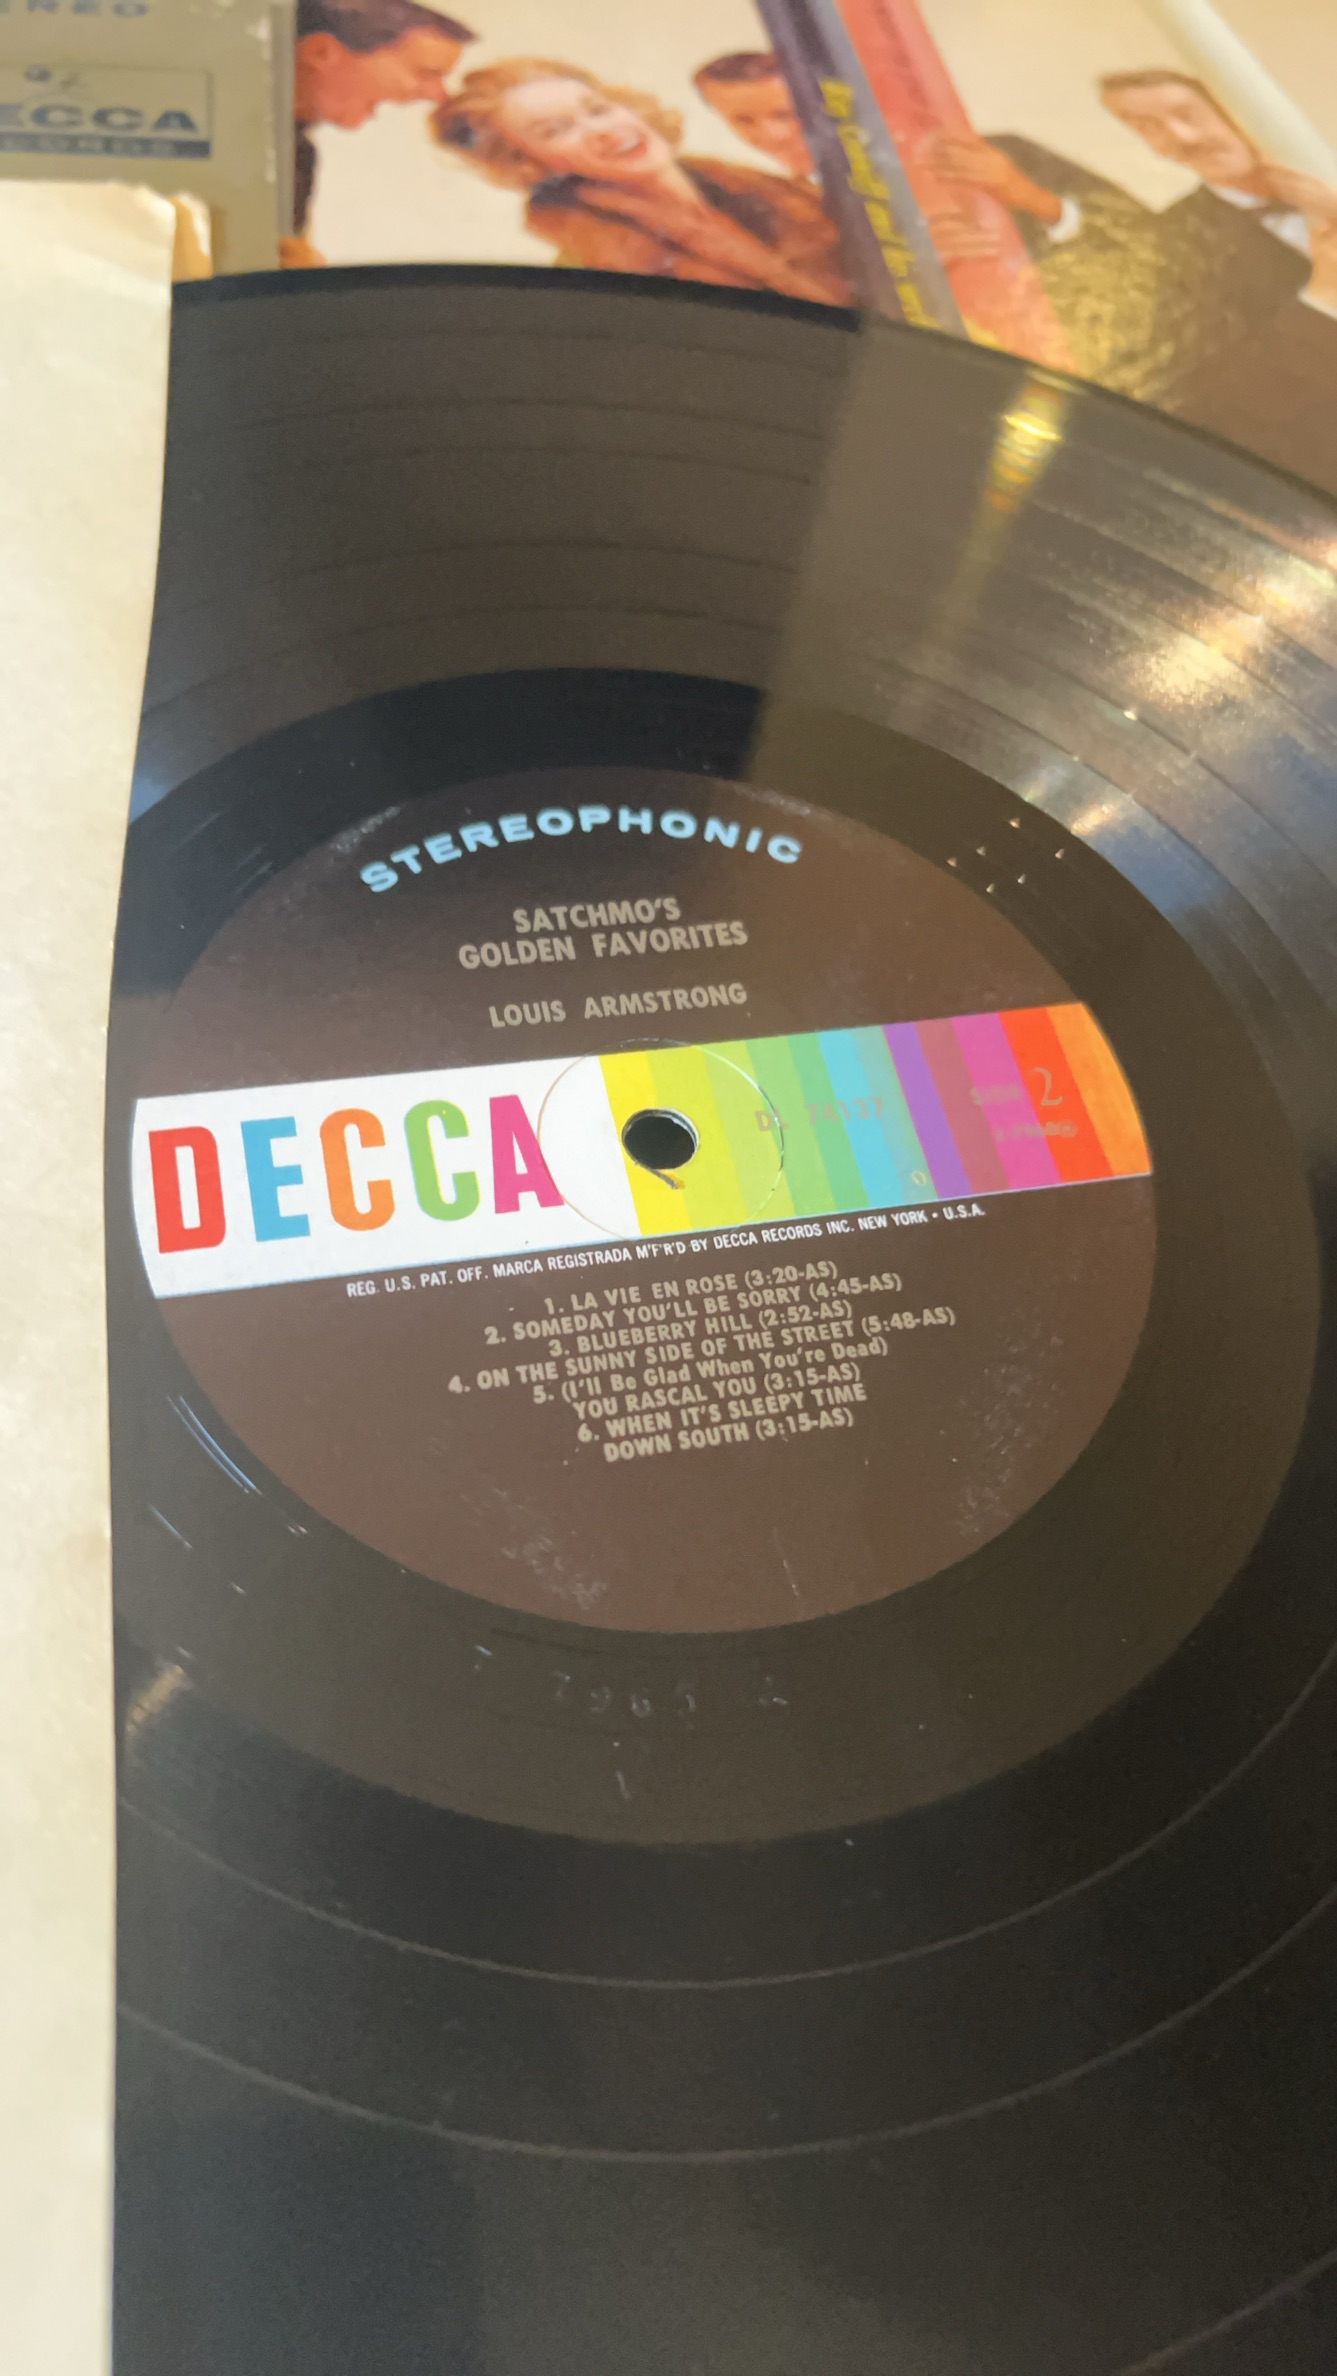 DECCA
STEREOPHONIC
SATCHMO'S
GOLDEN FAVORITES
LOUIS ARMSTRONG
DECCA
DL 74137
SIDE 2
REG. U.S. PAT. OFF. MARCA REGISTRADA M'F'R'D BY DECCA RECORDS INC. NEW YORK • U.S.A.
1. LA VIE EN ROSE (3:20-AS)
2. SOMEDAY YOU'LL BE SORRY (4:45-AS)
3. BLUEBERRY HILL (2:52-AS)
4. ON THE SUNNY SIDE OF THE STREET (5:48-AS)
5. (I'll Be Glad When You're Dead)
YOU RASCAL YOU (3:15-AS)
6. WHEN IT'S SLEEPY TIME
DOWN SOUTH (3:15-AS)